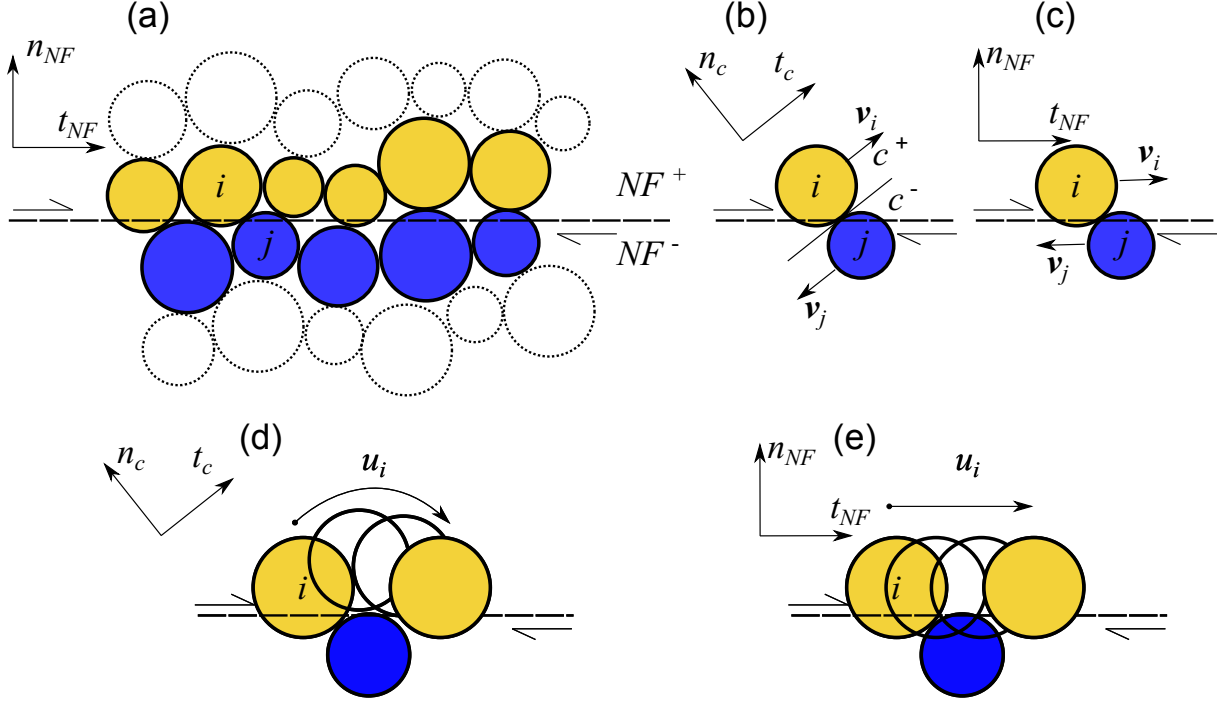 (a)
n_NF
t_NF
i
j
NF⁺
NF⁻
(b)
n_c
t_c
v_i
c⁺
c⁻
i
j
v_j
(c)
n_NF
t_NF
v_i
i
j
v_j
(d)
n_c
t_c
u_i
i
(e)
n_NF
u_i
t_NF
i